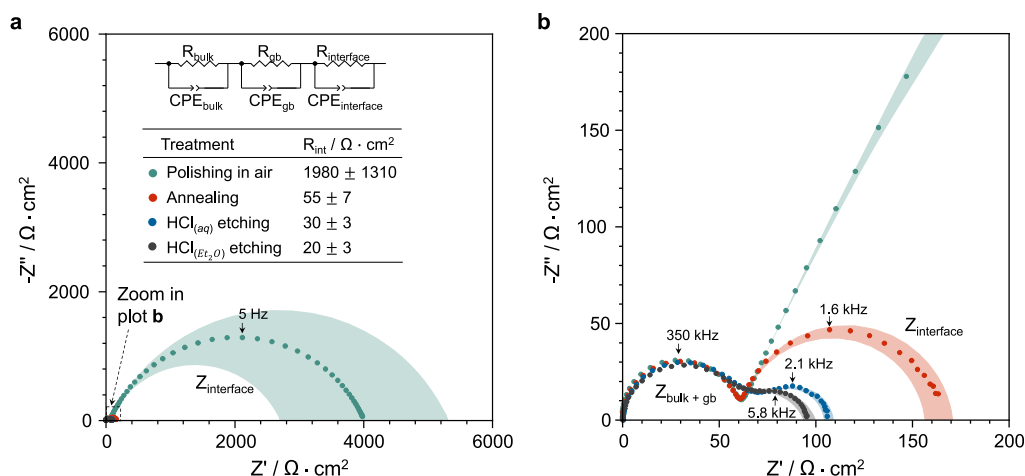 a
6000
4000
2000
0
-Z'' / Ω · cm²
R_bulk R_gb R_interface
CPE_bulk CPE_gb CPE_interface
Treatment R_int / Ω · cm²
Polishing in air 1980 ± 1310
Annealing 55 ± 7
HCl_(aq) etching 30 ± 3
HCl_(Et₂O) etching 20 ± 3
Zoom in
plot b
5 Hz
Z_interface
0 2000 4000 6000
Z' / Ω · cm²
b
-200
200
150
100
50
0
-Z'' / Ω · cm²
1.6 kHz
Z_interface
350 kHz
2.1 kHz
Z_bulk + gb
5.8 kHz
0 50 100 150 200
Z' / Ω · cm²